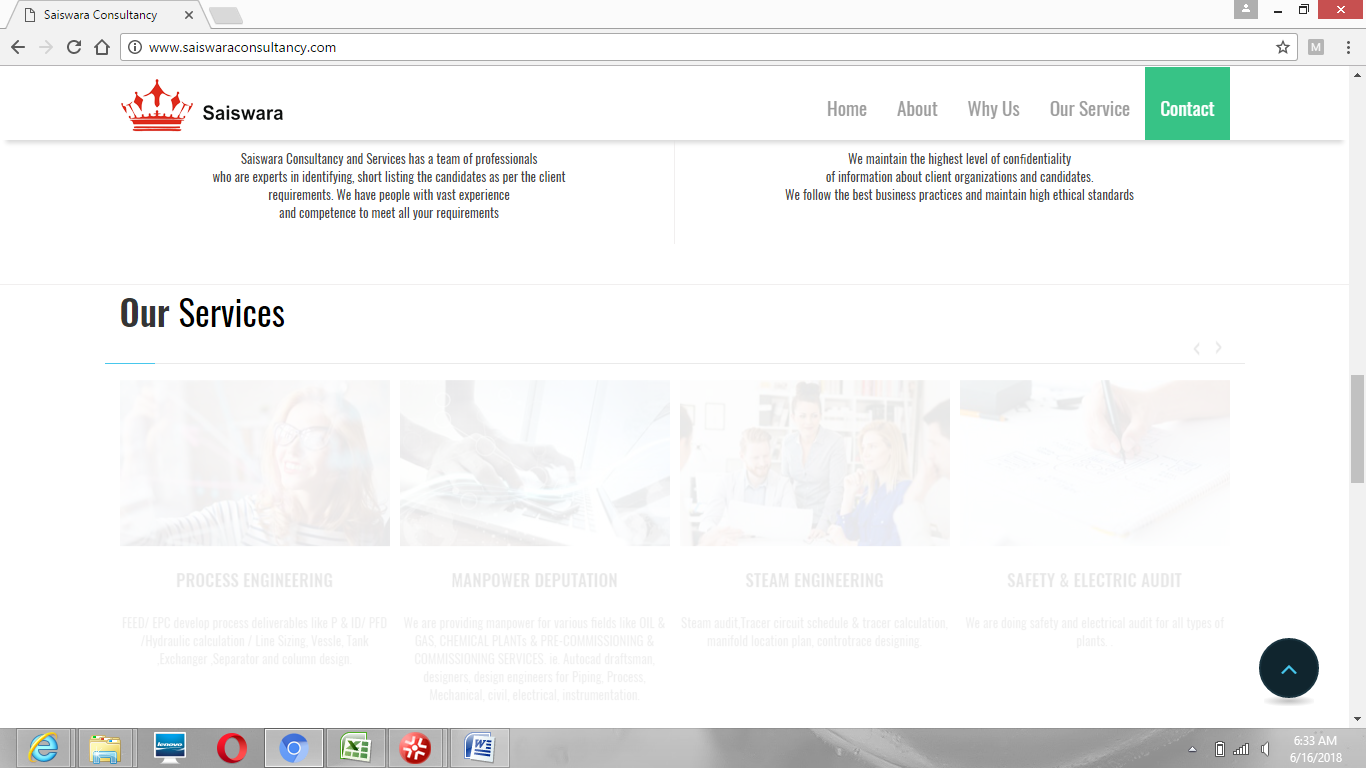 Saiswara Consultancy
www.saiswaraconsultancy.com
M
Saiswara
Home
About
Why Us
Our Service
Contact
Saiswara Consultancy and Services has a team of professionals
who are experts in identifying, short listing the candidates as per the client
requirements. We have people with vast experience
and competence to meet all your requirements
We maintain the highest level of confidentiality
of information about client organizations and candidates.
We follow the best business practices and maintain high ethical standards
Our Services
PROCESS ENGINEERING
FEED/ EPC develop process deliverables like P & ID/ PFD
/Hydraulic calculation / Line Sizing, Vessle, Tank
,Exchanger ,Separator and column design.
MANPOWER DEPUTATION
We are providing manpower for various fields like OIL &
GAS, CHEMICAL PLANTs & PRE-COMMISSIONING &
COMMISSIONING SERVICES. ie. Autocad draftsman,
designers, design engineers for Piping, Process,
Mechanical, civil, electrical, instrumentation.
STEAM ENGINEERING
Steam audit,Tracer circuit schedule & tracer calculation,
manifold location plan, controtrace designing.
SAFETY & ELECTRIC AUDIT
We are doing safety and electrical audit for all types of
plants.
lenovo
6:33 AM
6/16/2018